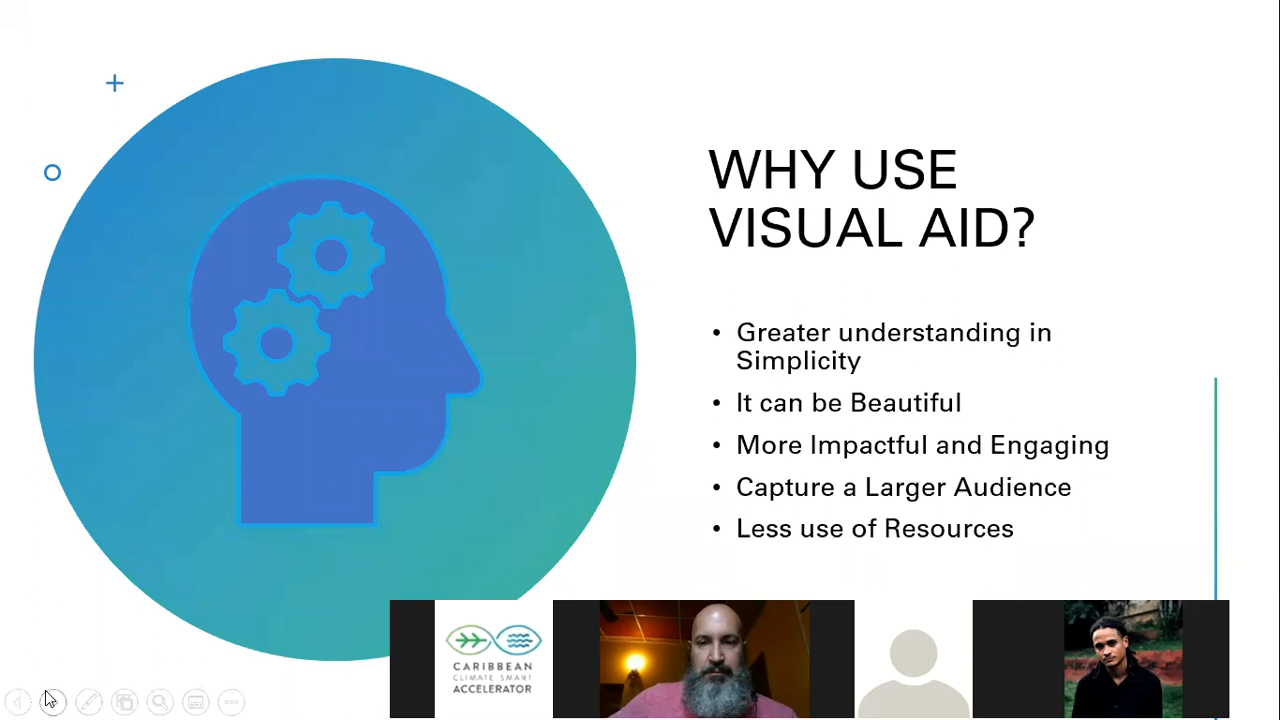 WHY USE
VISUAL AID?
• Greater understanding in
Simplicity
• It can be Beautiful
• More Impactful and Engaging
• Capture a Larger Audience
• Less use of Resources
CARIBBEAN
CLIMATE-SMART
ACCELERATOR